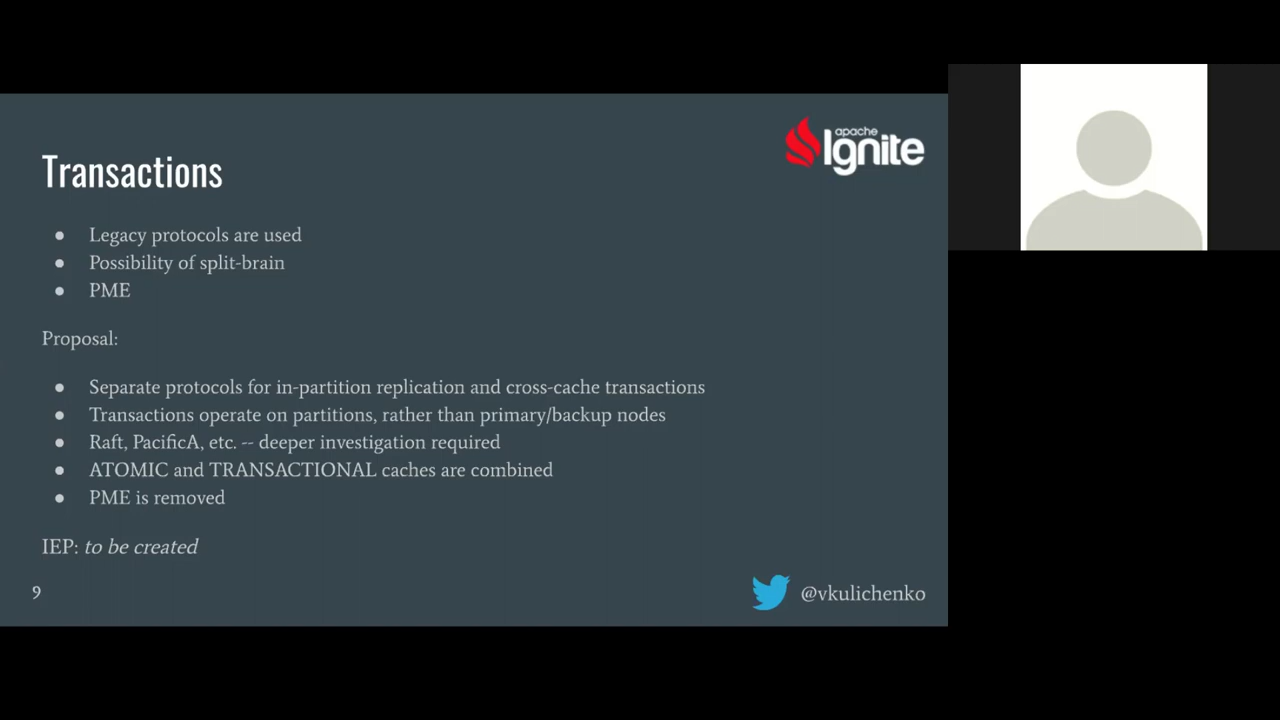 apache
Ignite
Transactions
● Legacy protocols are used
● Possibility of split-brain
● PME
Proposal:
● Separate protocols for in-partition replication and cross-cache transactions
● Transactions operate on partitions, rather than primary/backup nodes
● Raft, PacificA, etc. -- deeper investigation required
● ATOMIC and TRANSACTIONAL caches are combined
● PME is removed
IEP: to be created
9
@vkulichenko